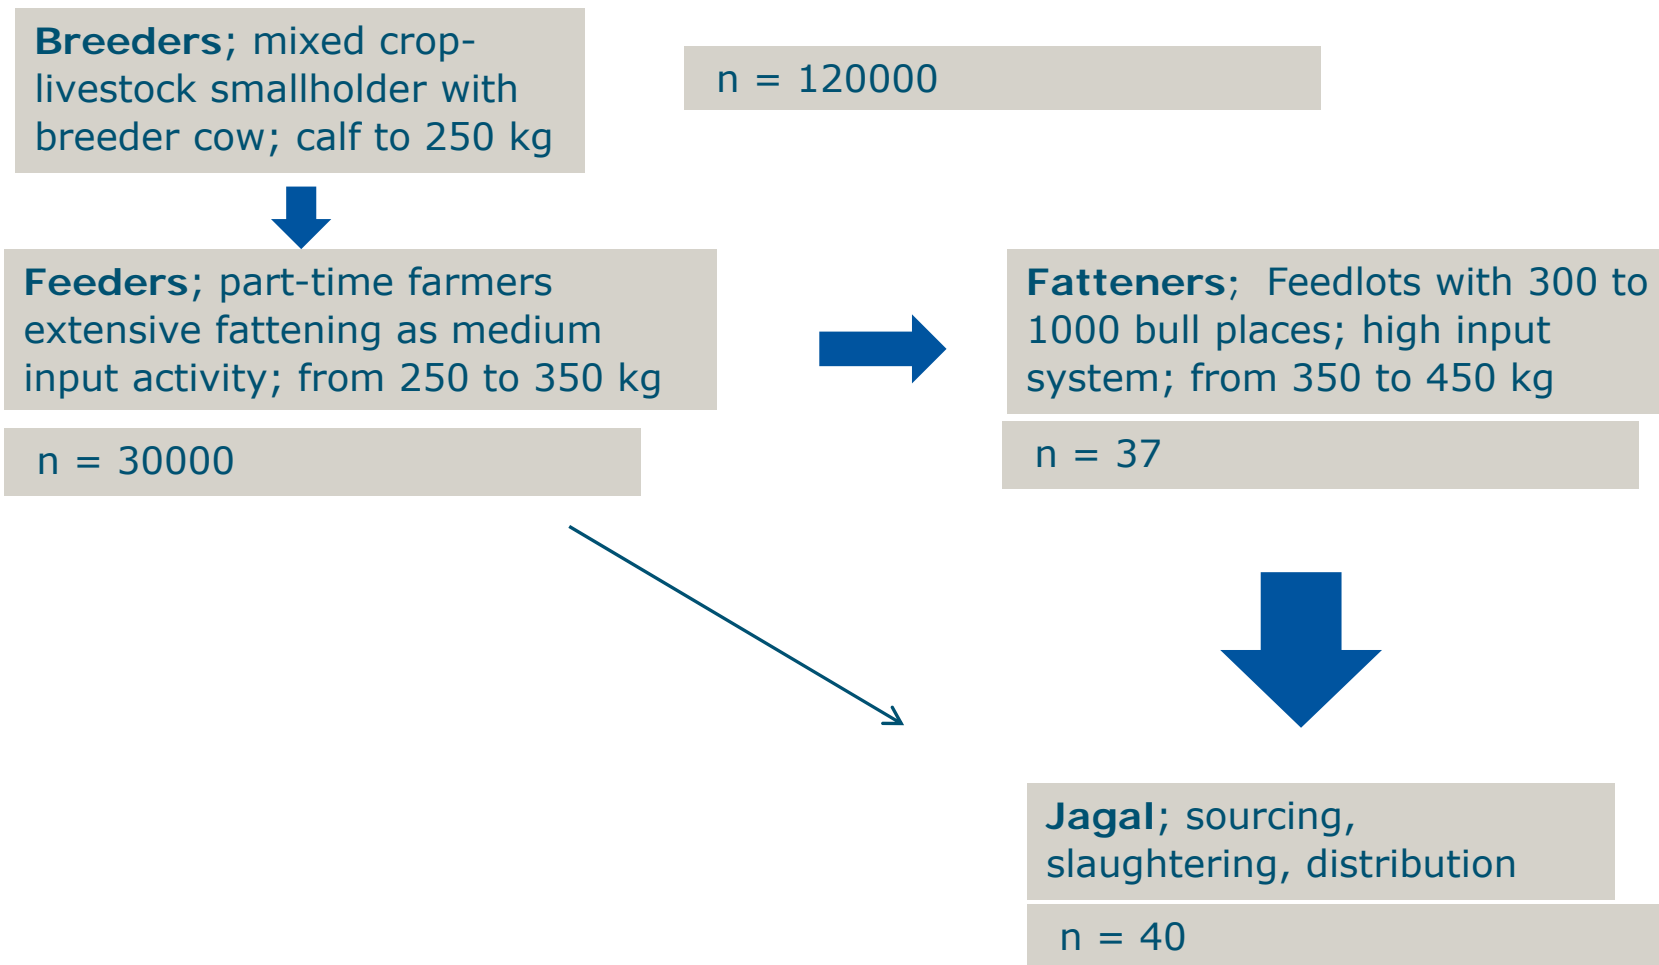 Breeders; mixed crop-
livestock smallholder with
breeder cow; calf to 250 kg
n = 120000
Feeders; part-time farmers
extensive fattening as medium
input activity; from 250 to 350 kg
n = 30000
Fatteners; Feedlots with 300 to
1000 bull places; high input
system; from 350 to 450 kg
n = 37
Jagal; sourcing,
slaughtering, distribution
n = 40